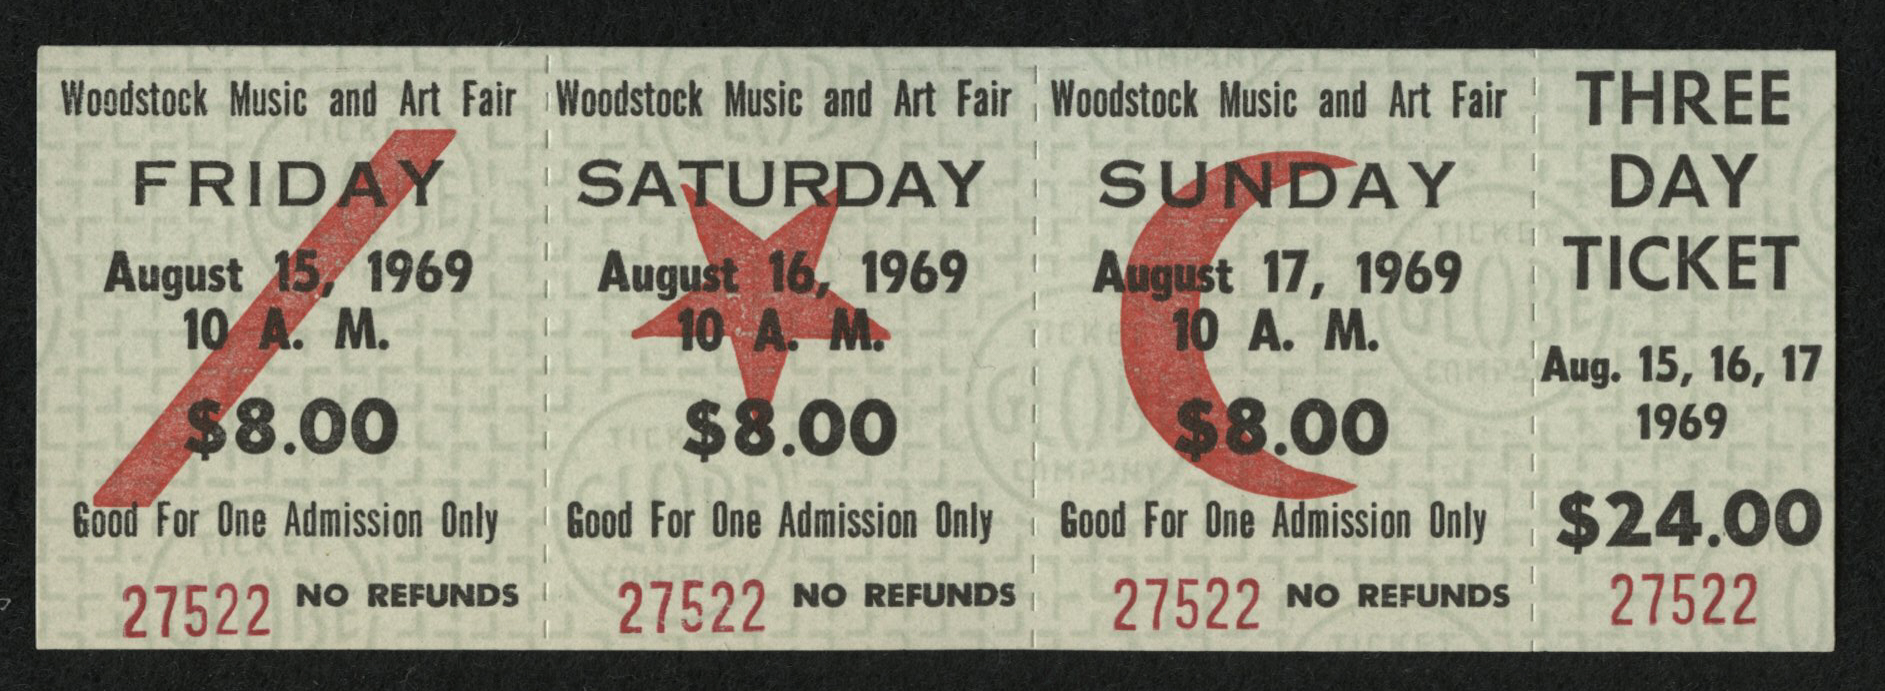 Woodstock Music and Art Fair
FRIDAY
August 15, 1969
10 A. M.
$8.00
Good For One Admission Only
27522 NO REFUNDS
Woodstock Music and Art Fair
SATURDAY
August 16, 1969
10 A. M.
$8.00
Good For One Admission Only
27522 NO REFUNDS
Woodstock Music and Art Fair
SUNDAY
August 17, 1969
10 A. M.
$8.00
Good For One Admission Only
27522 NO REFUNDS
THREE
DAY
TICKET
Aug. 15, 16, 17
1969
$24.00
27522
GLOBE
TICKET
COMPANY